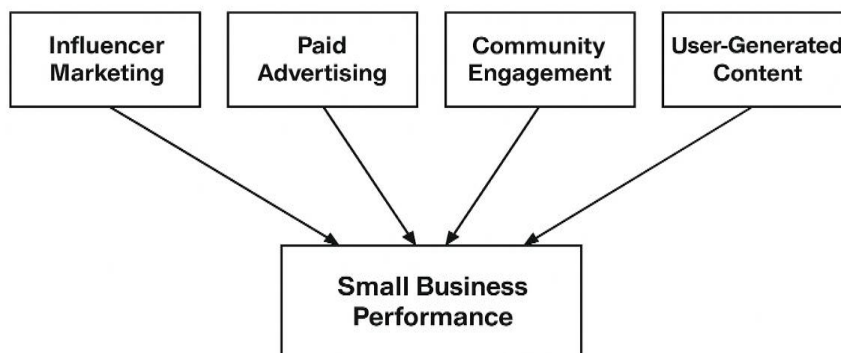 Influencer
Marketing
Paid
Advertising
Community
Engagement
User-Generated
Content
Small Business
Performance